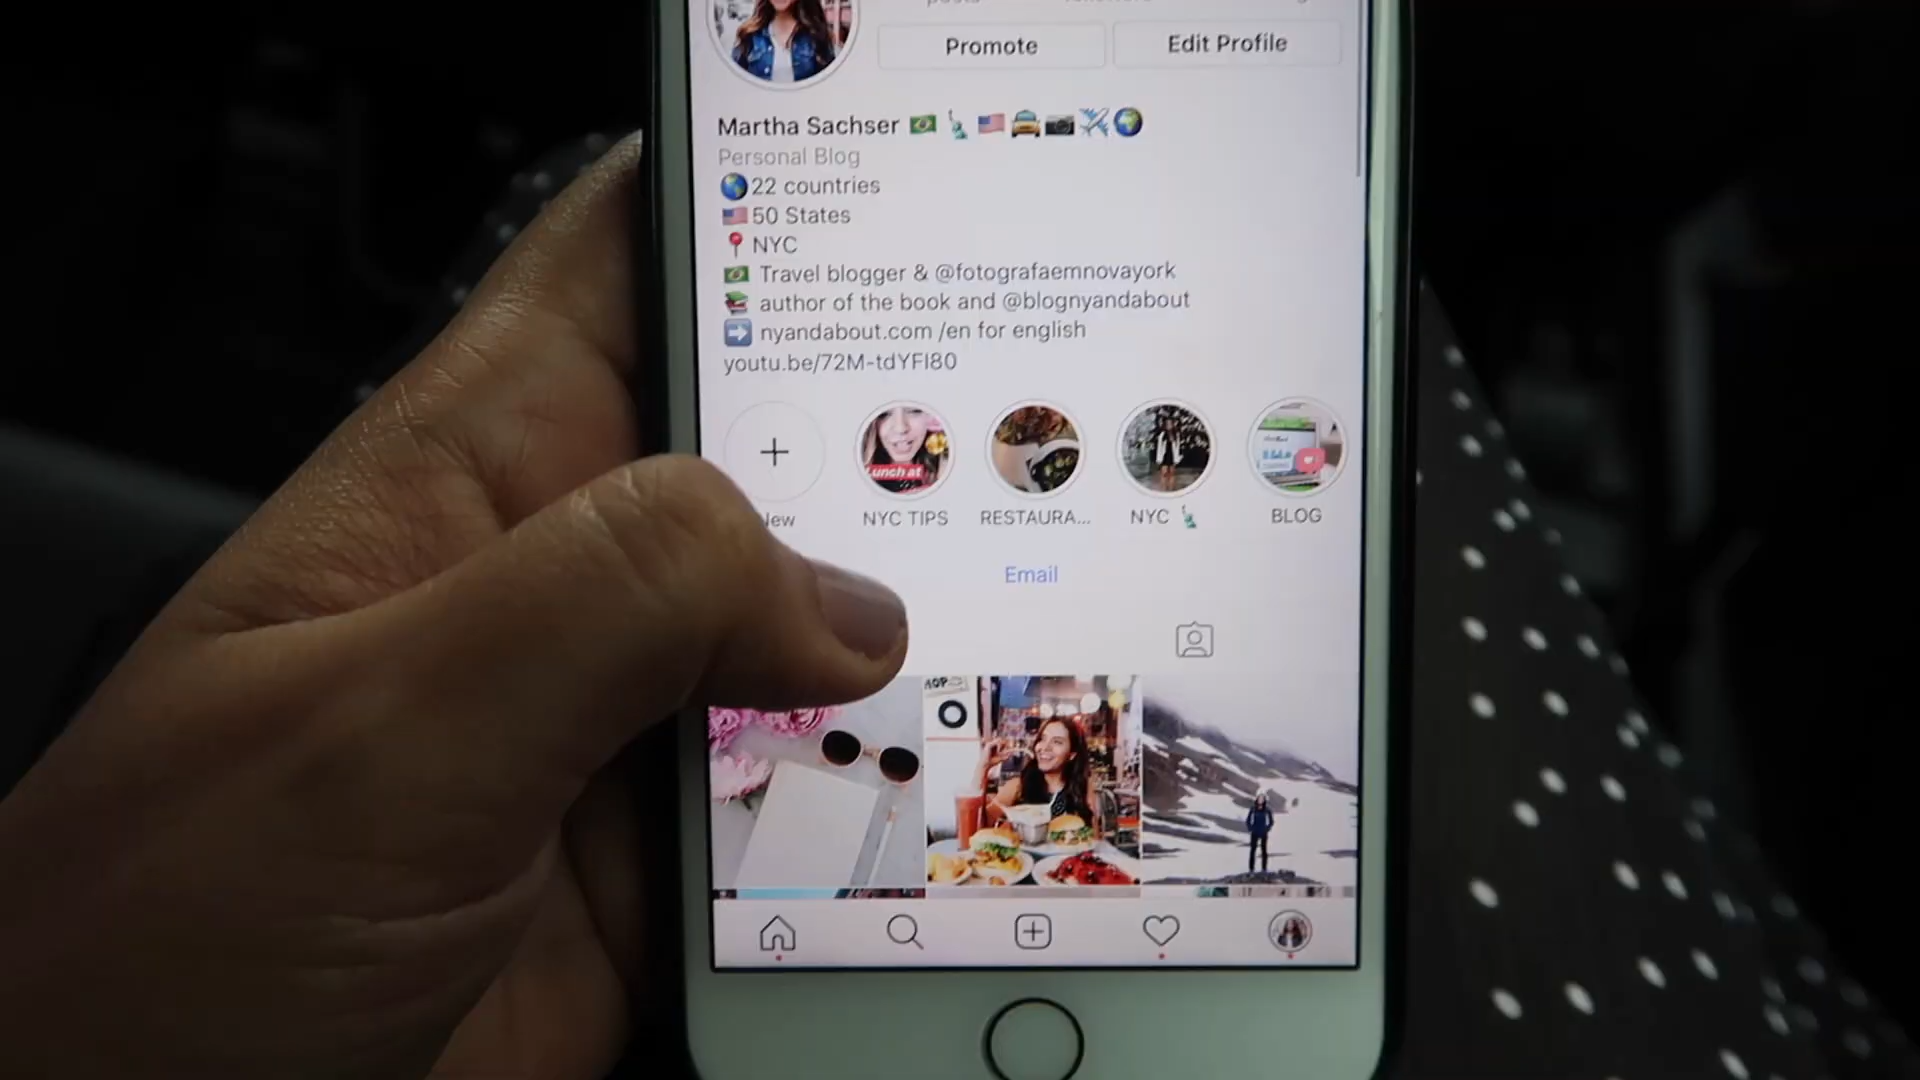 Promote
Edit Profile
Martha Sachser 🇧🇷🗽🇺🇸🚖📷✈️🌍
Personal Blog
🌎22 countries
🇺🇸50 States
📍NYC
🇧🇷 Travel blogger & @fotografaemnovayork
📚 author of the book and @blognyandabout
➡️ nyandabout.com /en for english
youtu.be/72M-tdYFI80
Lunch at
NYC TIPS
RESTAURA...
NYC 🗽
BLOG
Email